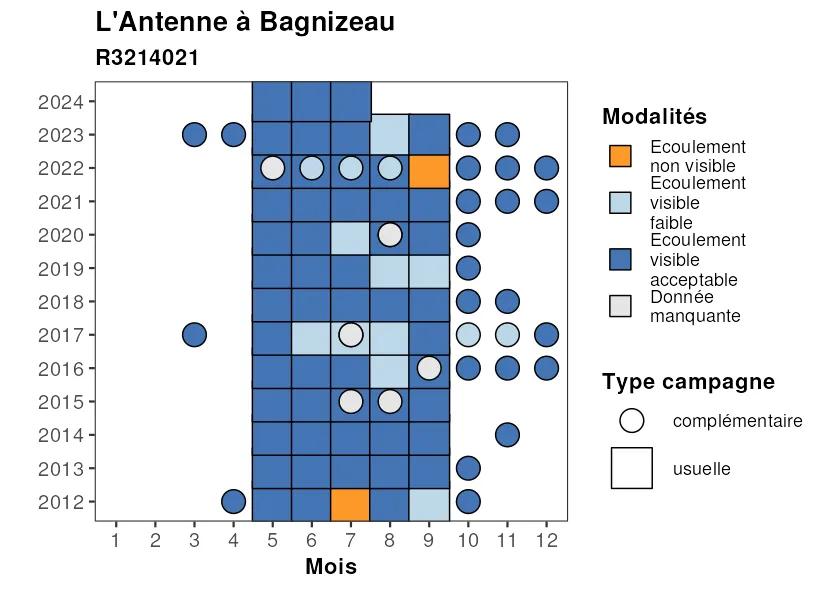 L'Antenne à Bagnizeau
R3214021
2024
2023
2022
2021
2020
2019
2018
2017
2016
2015
2014
2013
2012
1 2 3 4 5 6 7 8 9 10 11 12
Mois
Modalités
Ecoulement
non visible
Ecoulement
visible
faible
Ecoulement
visible
acceptable
Donnée
manquante
Type campagne
complémentaire
usuelle